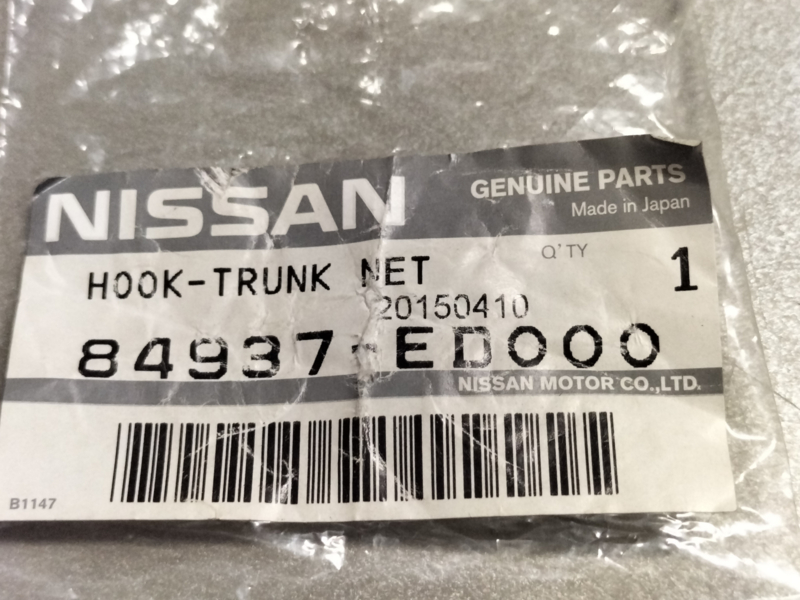 NISSAN
GENUINE PARTS
Made in Japan
HOOK-TRUNK NET
Q'TY
1
20150410
84937-ED000
NISSAN MOTOR CO.,LTD.
B1147